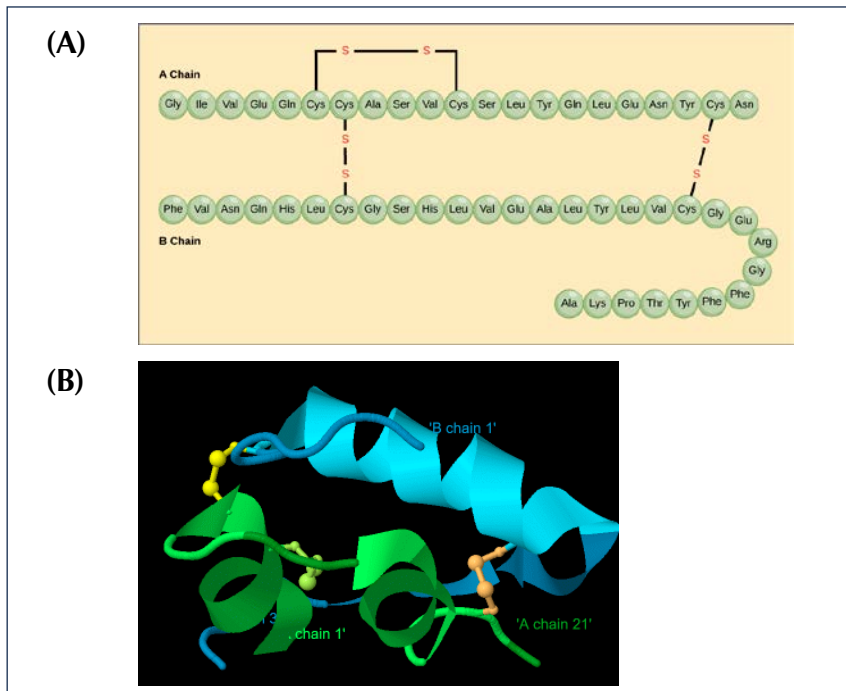 (A)
S S
A Chain
Gly Ile Val Glu Gln Cys Cys Ala Ser Val Cys Ser Leu Tyr Gln Leu Glu Asn Tyr Cys Asn
S S
S S
Phe Val Asn Gln His Leu Cys Gly Ser His Leu Val Glu Ala Leu Tyr Leu Val Cys Gly Glu
B Chain
Arg
Gly
Ala Lys Pro Thr Tyr Phe Phe
(B)
'B chain 1'
chain 1'
'A chain 21'